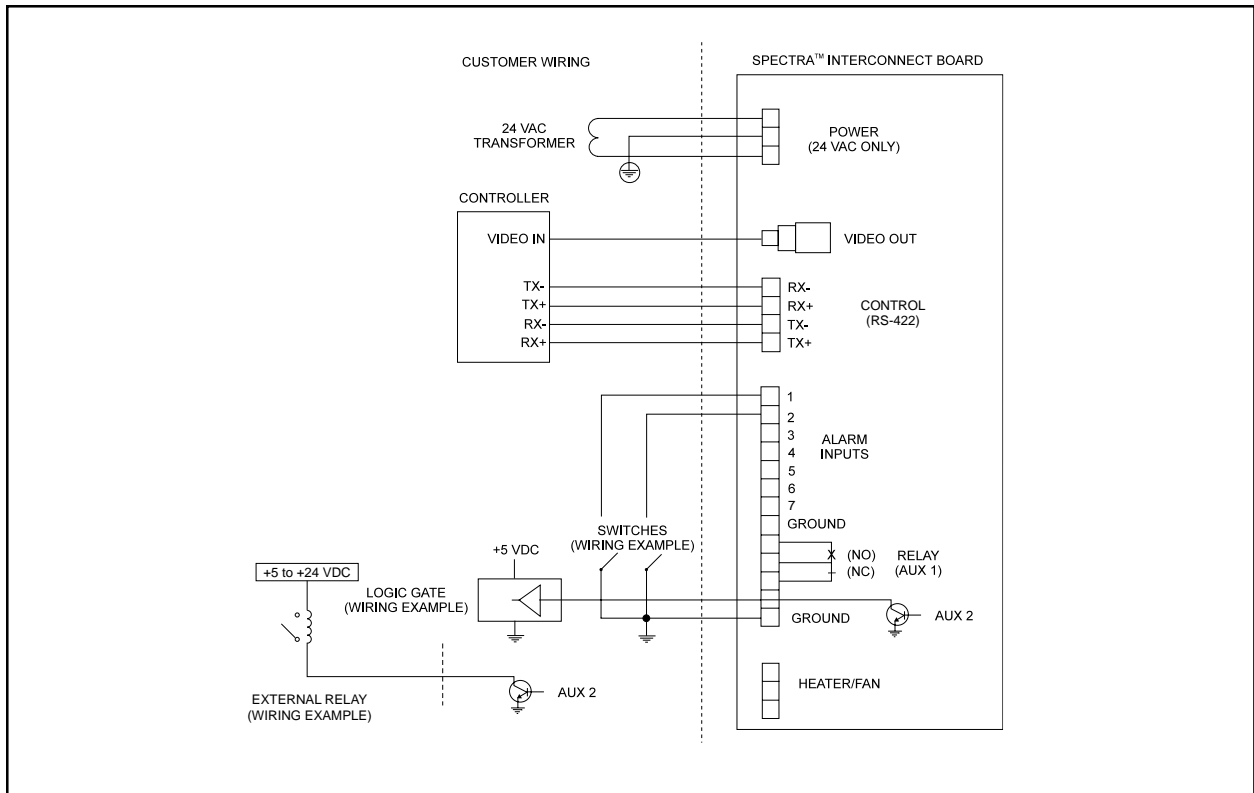 CUSTOMER WIRING
SPECTRA™ INTERCONNECT BOARD
24 VAC
TRANSFORMER
POWER
(24 VAC ONLY)
CONTROLLER
VIDEO IN
VIDEO OUT
TX-
TX+
RX-
RX+
RX-
RX+
TX-
TX+
CONTROL
(RS-422)
1
2
3
4
5
6
7
ALARM
INPUTS
GROUND
SWITCHES
(WIRING EXAMPLE)
(NO)
(NC)
RELAY
(AUX 1)
+5 VDC
+5 to +24 VDC
LOGIC GATE
(WIRING EXAMPLE)
GROUND
AUX 2
HEATER/FAN
AUX 2
EXTERNAL RELAY
(WIRING EXAMPLE)